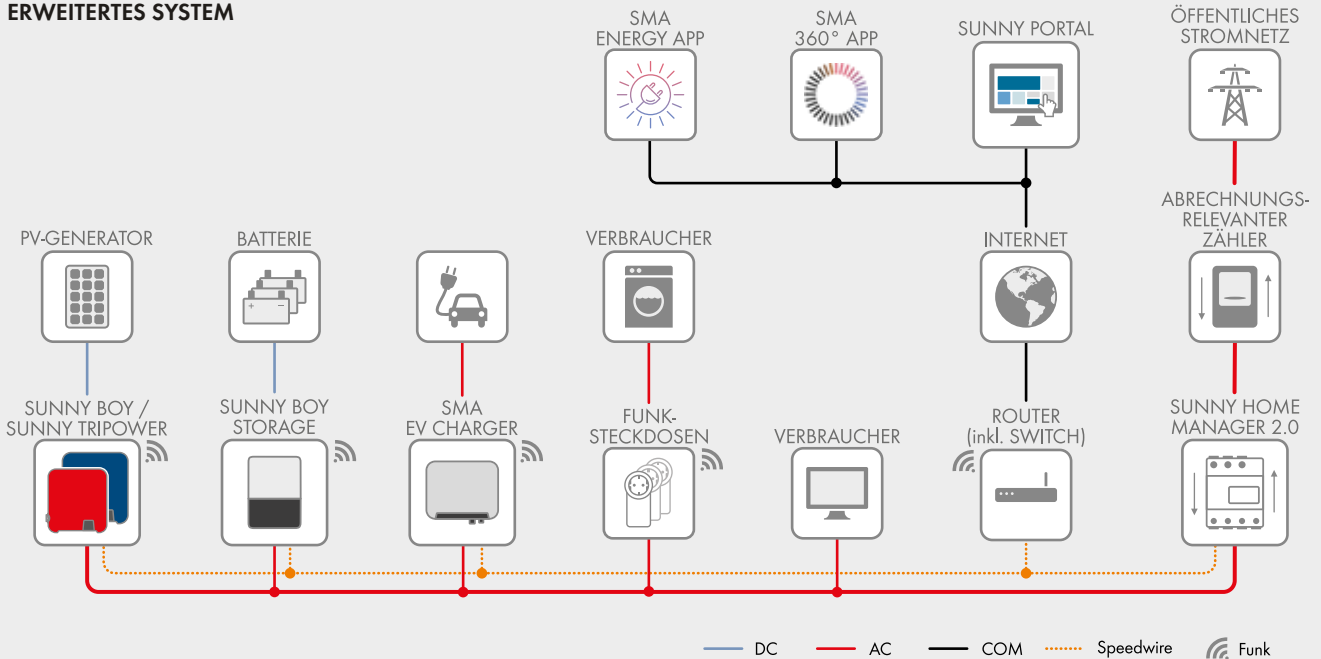 ERWEITERTES SYSTEM
SMA
ENERGY APP
SMA
360° APP
SUNNY PORTAL
ÖFFENTLICHES
STROMNETZ
PV-GENERATOR
BATTERIE
VERBRAUCHER
INTERNET
ABRECHNUNGS-
RELEVANTER
ZÄHLER
SUNNY BOY /
SUNNY TRIPOWER
SUNNY BOY
STORAGE
SMA
EV CHARGER
FUNK-
STECKDOSEN
VERBRAUCHER
ROUTER
(inkl. SWITCH)
SUNNY HOME
MANAGER 2.0
DC
AC
COM
Speedwire
Funk